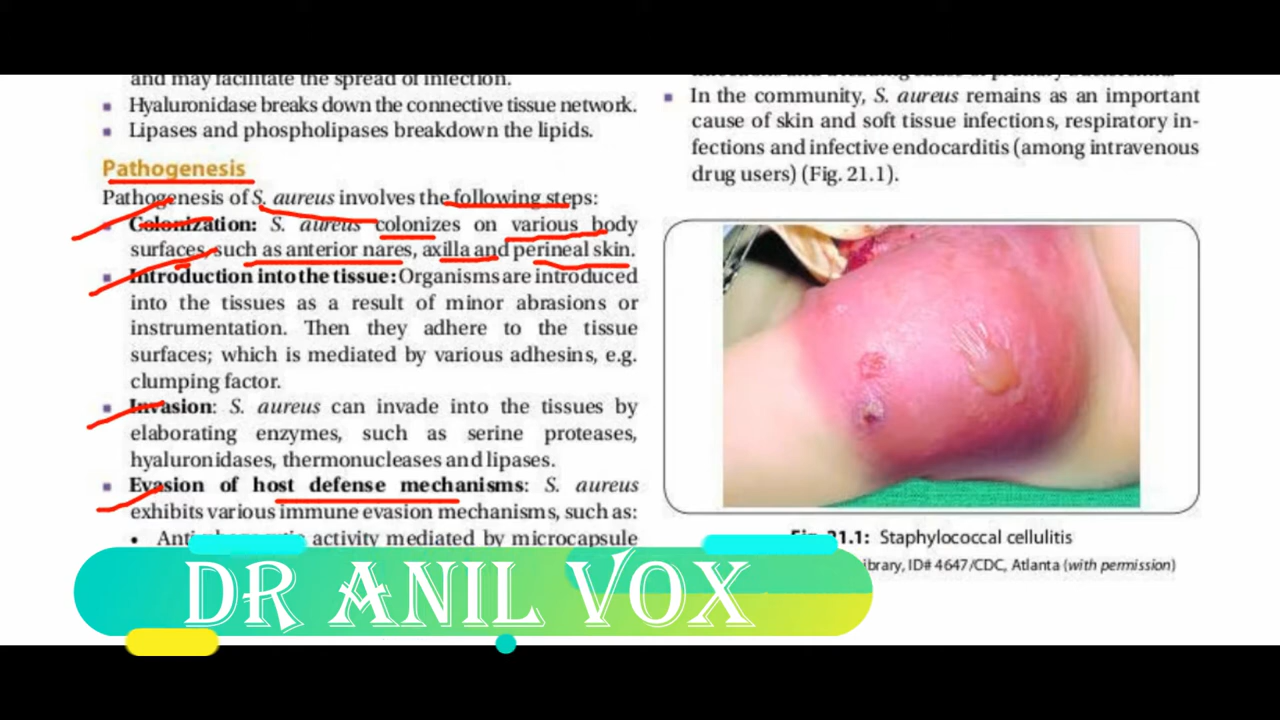 and may facilitate the spread of infection.
▪ Hyaluronidase breaks down the connective tissue network.
▪ Lipases and phospholipases breakdown the lipids.
Pathogenesis
Pathogenesis of S. aureus involves the following steps:
▪ Colonization: S. aureus colonizes on various body
surfaces, such as anterior nares, axilla and perineal skin.
▪ Introduction into the tissue: Organisms are introduced
into the tissues as a result of minor abrasions or
instrumentation. Then they adhere to the tissue
surfaces; which is mediated by various adhesins, e.g.
clumping factor.
▪ Invasion: S. aureus can invade into the tissues by
elaborating enzymes, such as serine proteases,
hyaluronidases, thermonucleases and lipases.
▪ Evasion of host defense mechanisms: S. aureus
exhibits various immune evasion mechanisms, such as:
activity mediated by microcapsule
▪ In the community, S. aureus remains as an important
cause of skin and soft tissue infections, respiratory in-
fections and infective endocarditis (among intravenous
drug users) (Fig. 21.1).
Fig. 21.1: Staphylococcal cellulitis
ID# 4647/CDC, Atlanta (with permission)
DR ANIL VOX